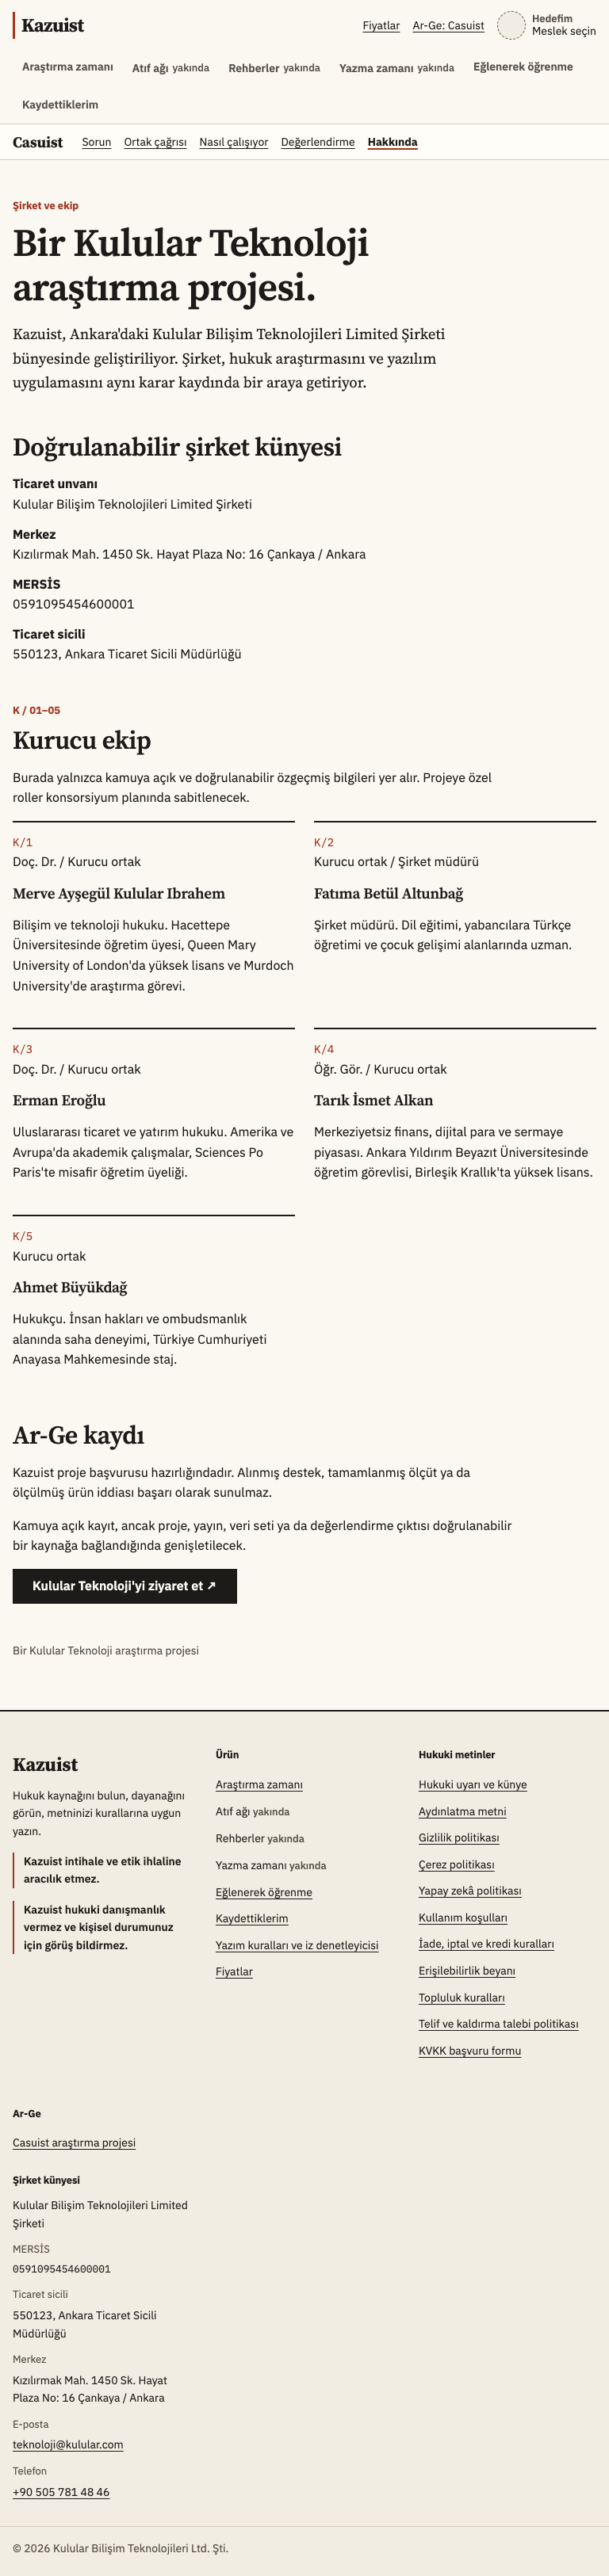 Kazuist
Fiyatlar
Ar-Ge: Casuist
Hedefim
Meslek seçin
Araştırma zamanı
Atıf ağı yakında
Rehberler yakında
Yazma zamanı yakında
Eğlenerek öğrenme
Kaydettiklerim
Casuist
Sorun
Ortak çağrısı
Nasıl çalışıyor
Değerlendirme
Hakkında
Şirket ve ekip
Bir Kulular Teknoloji
araştırma projesi.
Kazuist, Ankara'daki Kulular Bilişim Teknolojileri Limited Şirketi
bünyesinde geliştiriliyor. Şirket, hukuk araştırmasını ve yazılım
uygulamasını aynı karar kaydında bir araya getiriyor.
Doğrulanabilir şirket künyesi
Ticaret unvanı
Kulular Bilişim Teknolojileri Limited Şirketi
Merkez
Kızılırmak Mah. 1450 Sk. Hayat Plaza No: 16 Çankaya / Ankara
MERSİS
0591095454600001
Ticaret sicili
550123, Ankara Ticaret Sicili Müdürlüğü
K / 01–05
Kurucu ekip
Burada yalnızca kamuya açık ve doğrulanabilir özgeçmiş bilgileri yer alır. Projeye özel
roller konsorsiyum planında sabitlenecek.
K/1
Doç. Dr. / Kurucu ortak
Merve Ayşegül Kulular Ibrahem
Bilişim ve teknoloji hukuku. Hacettepe
Üniversitesinde öğretim üyesi, Queen Mary
University of London'da yüksek lisans ve Murdoch
University'de araştırma görevi.
K/2
Kurucu ortak / Şirket müdürü
Fatıma Betül Altunbağ
Şirket müdürü. Dil eğitimi, yabancılara Türkçe
öğretimi ve çocuk gelişimi alanlarında uzman.
K/3
Doç. Dr. / Kurucu ortak
Erman Eroğlu
Uluslararası ticaret ve yatırım hukuku. Amerika ve
Avrupa'da akademik çalışmalar, Sciences Po
Paris'te misafir öğretim üyeliği.
K/4
Öğr. Gör. / Kurucu ortak
Tarık İsmet Alkan
Merkeziyetsiz finans, dijital para ve sermaye
piyasası. Ankara Yıldırım Beyazıt Üniversitesinde
öğretim görevlisi, Birleşik Krallık'ta yüksek lisans.
K/5
Kurucu ortak
Ahmet Büyükdağ
Hukukçu. İnsan hakları ve ombudsmanlık
alanında saha deneyimi, Türkiye Cumhuriyeti
Anayasa Mahkemesinde staj.
Ar-Ge kaydı
Kazuist proje başvurusu hazırlığındadır. Alınmış destek, tamamlanmış ölçüt ya da
ölçülmüş ürün iddiası başarı olarak sunulmaz.
Kamuya açık kayıt, ancak proje, yayın, veri seti ya da değerlendirme çıktısı doğrulanabilir
bir kaynağa bağlandığında genişletilecek.
Kulular Teknoloji'yi ziyaret et ↗
Bir Kulular Teknoloji araştırma projesi
Kazuist
Hukuk kaynağını bulun, dayanağını
görün, metninizi kurallarına uygun
yazın.
Kazuist intihale ve etik ihlaline
aracılık etmez.
Kazuist hukuki danışmanlık
vermez ve kişisel durumunuz
için görüş bildirmez.
Ürün
Araştırma zamanı
Atıf ağı yakında
Rehberler yakında
Yazma zamanı yakında
Eğlenerek öğrenme
Kaydettiklerim
Yazım kuralları ve iz denetleyicisi
Fiyatlar
Hukuki metinler
Hukuki uyarı ve künye
Aydınlatma metni
Gizlilik politikası
Çerez politikası
Yapay zekâ politikası
Kullanım koşulları
İade, iptal ve kredi kuralları
Erişilebilirlik beyanı
Topluluk kuralları
Telif ve kaldırma talebi politikası
KVKK başvuru formu
Ar-Ge
Casuist araştırma projesi
Şirket künyesi
Kulular Bilişim Teknolojileri Limited
Şirketi
MERSİS
0591095454600001
Ticaret sicili
550123, Ankara Ticaret Sicili
Müdürlüğü
Merkez
Kızılırmak Mah. 1450 Sk. Hayat
Plaza No: 16 Çankaya / Ankara
E-posta
teknoloji@kulular.com
Telefon
+90 505 781 48 46
© 2026 Kulular Bilişim Teknolojileri Ltd. Şti.